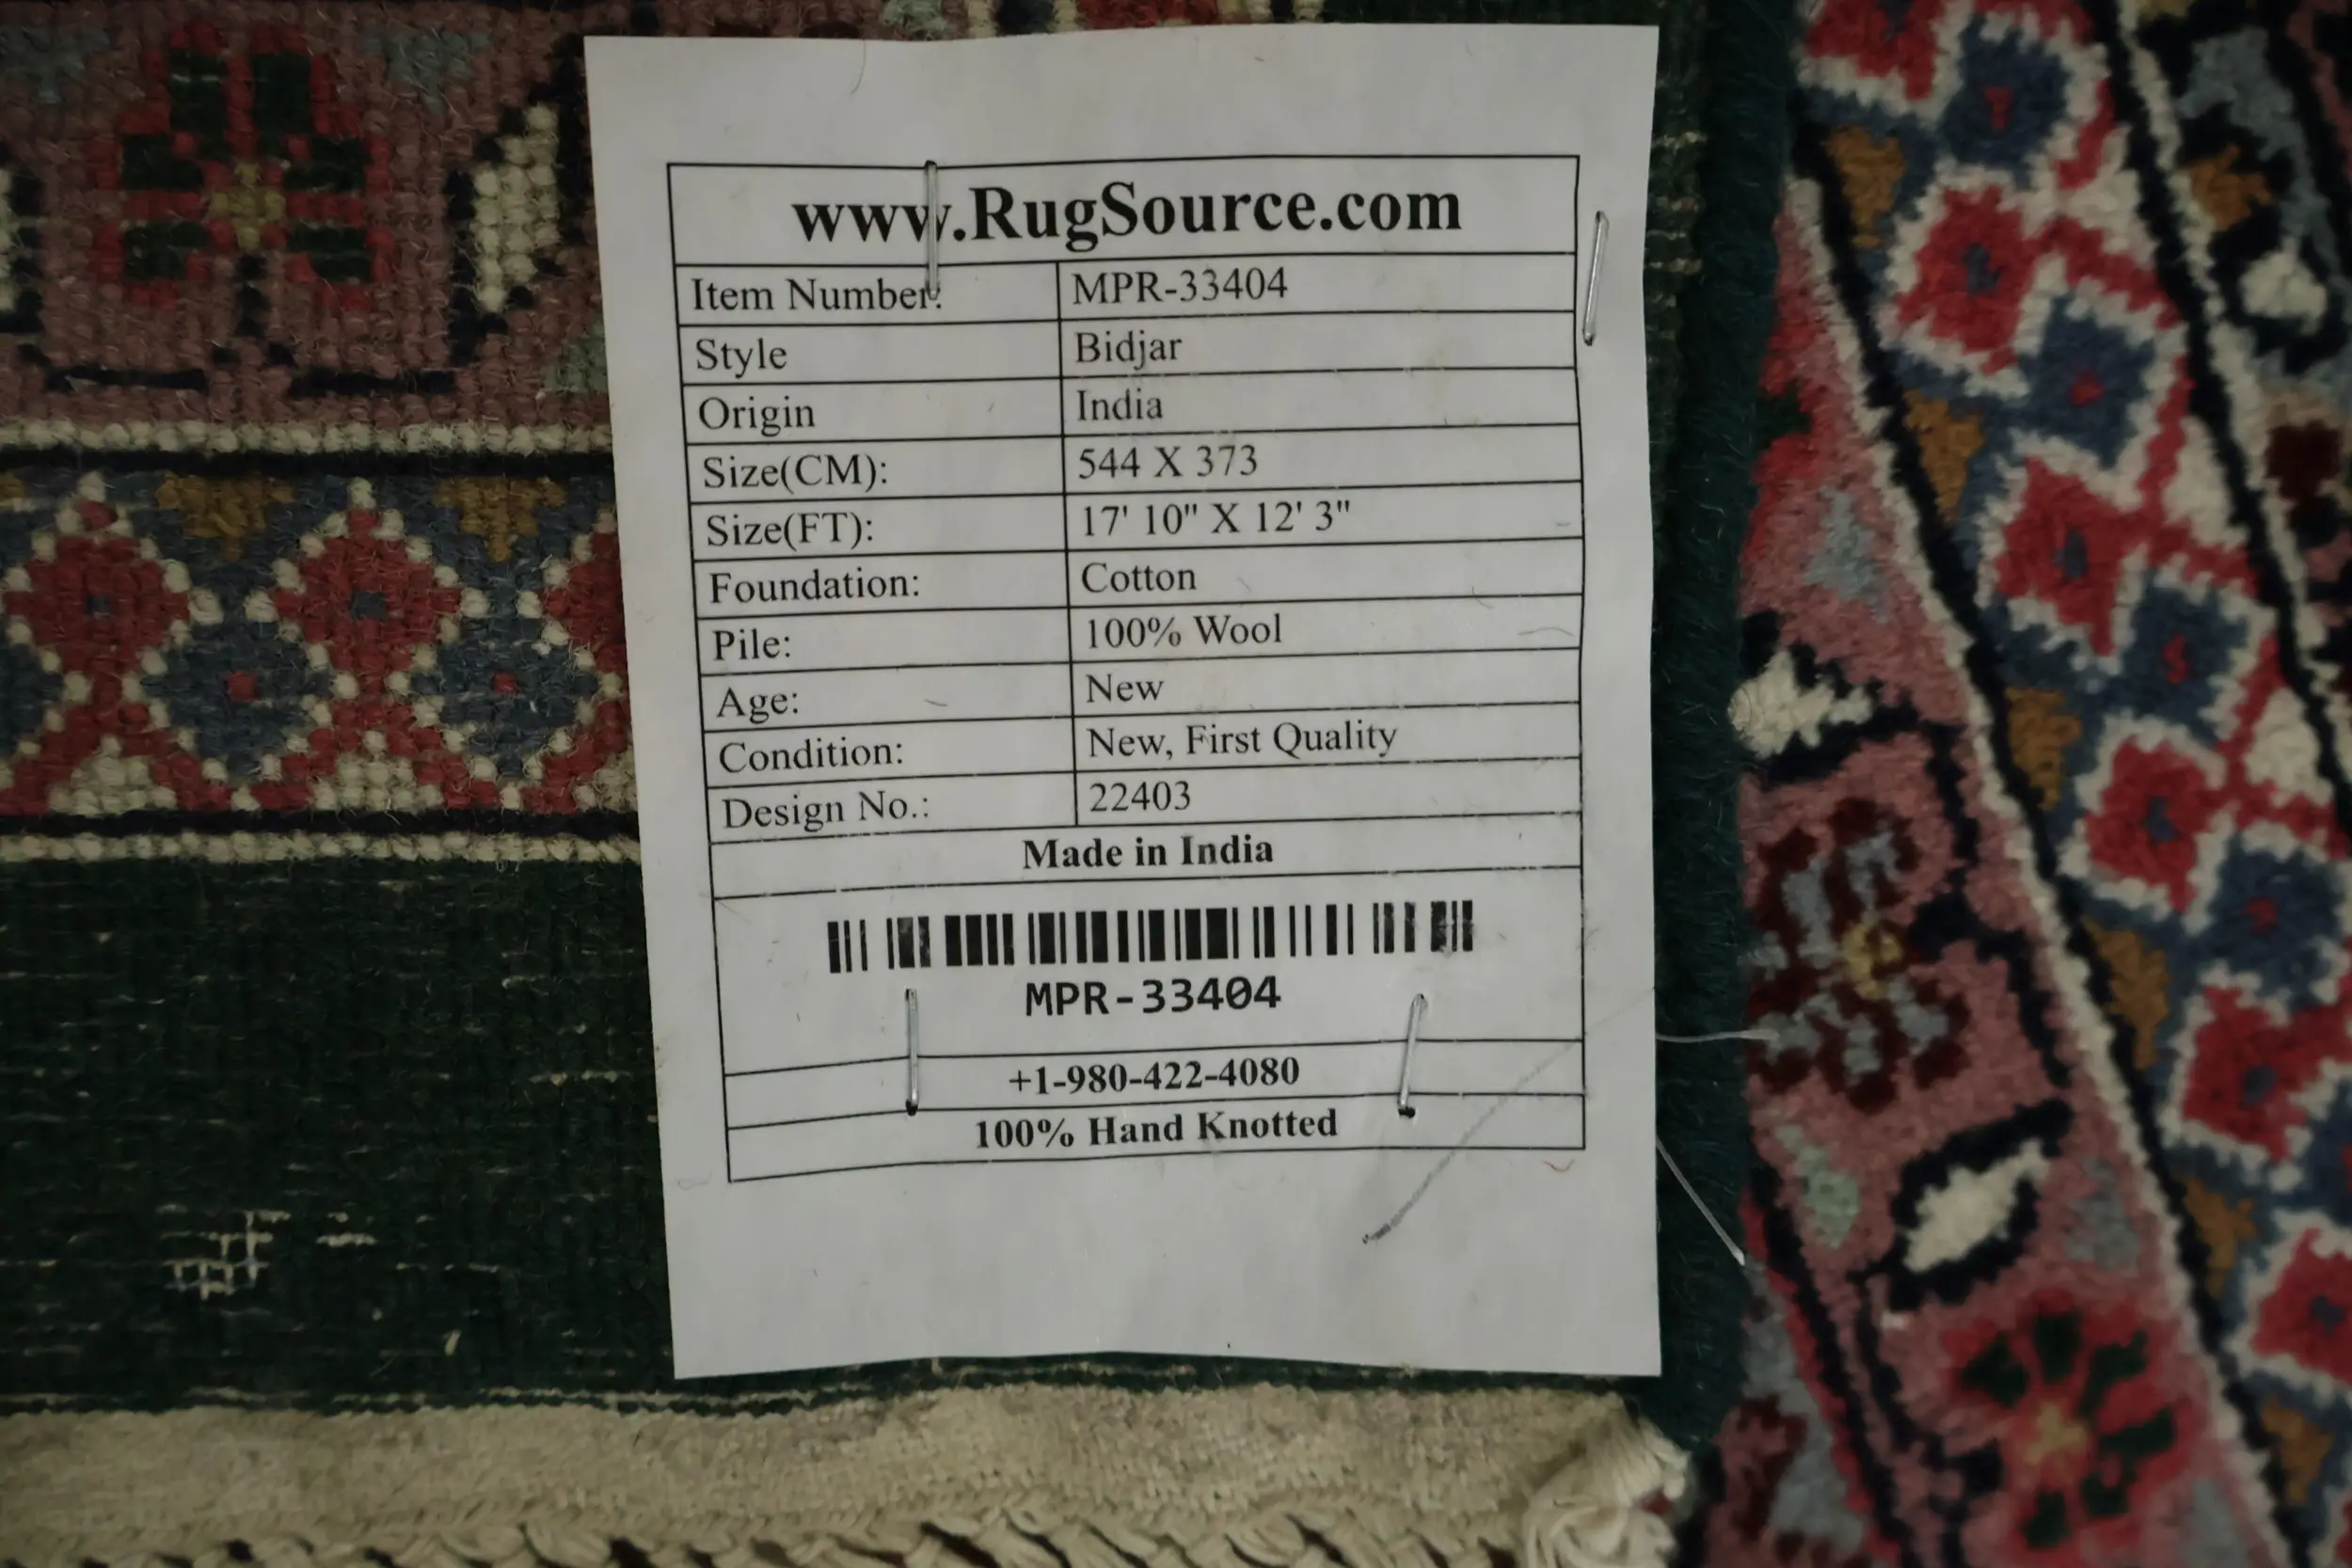 www.RugSource.com
Item Number: MPR-33404
Style Bidjar
Origin India
Size(CM): 544 X 373
Size(FT): 17' 10" X 12' 3"
Foundation: Cotton
Pile: 100% Wool
Age: New
Condition: New, First Quality
Design No.: 22403
Made in India
MPR-33404
+1-980-422-4080
100% Hand Knotted